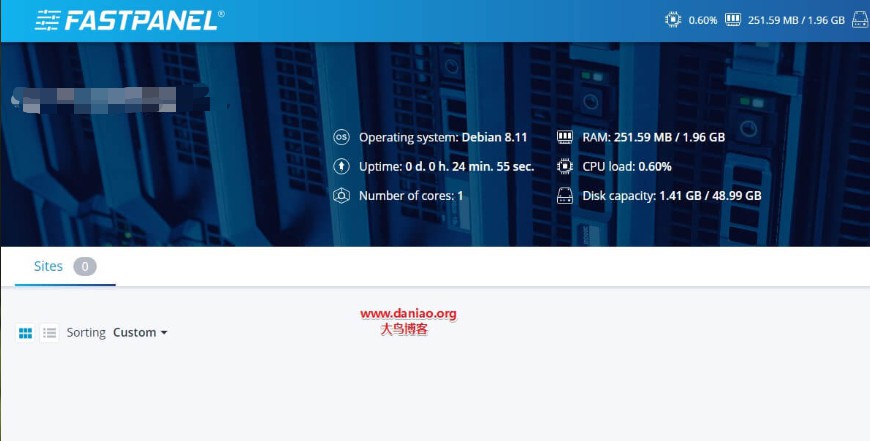 FASTPANEL®
0.60% 251.59 MB / 1.96 GB
OS Operating system: Debian 8.11
RAM: 251.59 MB / 1.96 GB
Uptime: 0 d. 0 h. 24 min. 55 sec.
CPU load: 0.60%
Number of cores: 1
Disk capacity: 1.41 GB / 48.99 GB
Sites 0
www.daniao.org
大鸟博客
Sorting Custom